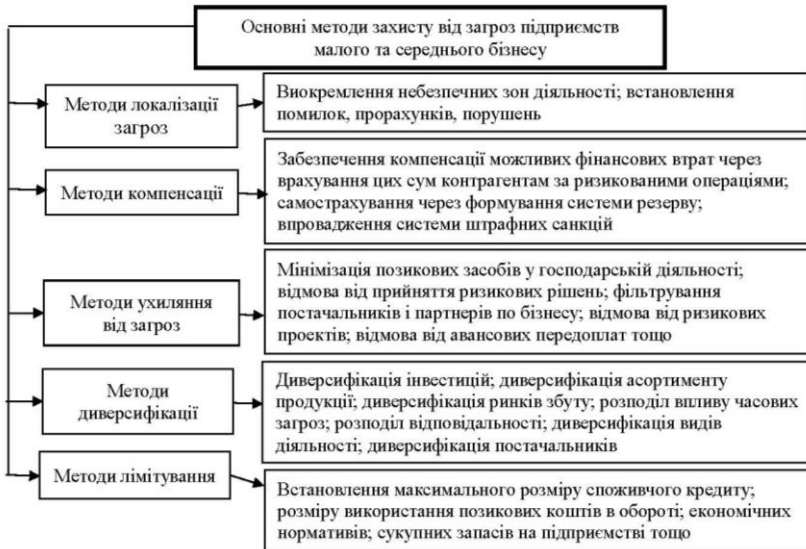 Основні методи захисту від загроз підприємств
малого та середнього бізнесу
Методи локалізації
загроз
Виокремлення небезпечних зон діяльності; встановлення
помилок, прорахунків, порушень
Методи компенсації
Забезпечення компенсації можливих фінансових втрат через
врахування цих сум контрагентам за ризикованими операціями;
самострахування через формування системи резерву;
впровадження системи штрафних санкцій
Методи ухиляння
від загроз
Мінімізація позикових засобів у господарській діяльності;
відмова від прийняття ризикових рішень; фільтрування
постачальників і партнерів по бізнесу; відмова від ризикових
проектів; відмова від авансових передоплат тощо
Методи
диверсифікації
Диверсифікація інвестицій; диверсифікація асортименту
продукції; диверсифікація ринків збуту; розподіл впливу часових
загроз; розподіл відповідальності; диверсифікація видів
діяльності; диверсифікація постачальників
Методи лімітування
Встановлення максимального розміру споживчого кредиту;
розміру використання позикових коштів в обороті; економічних
нормативів; сукупних запасів на підприємстві тощо